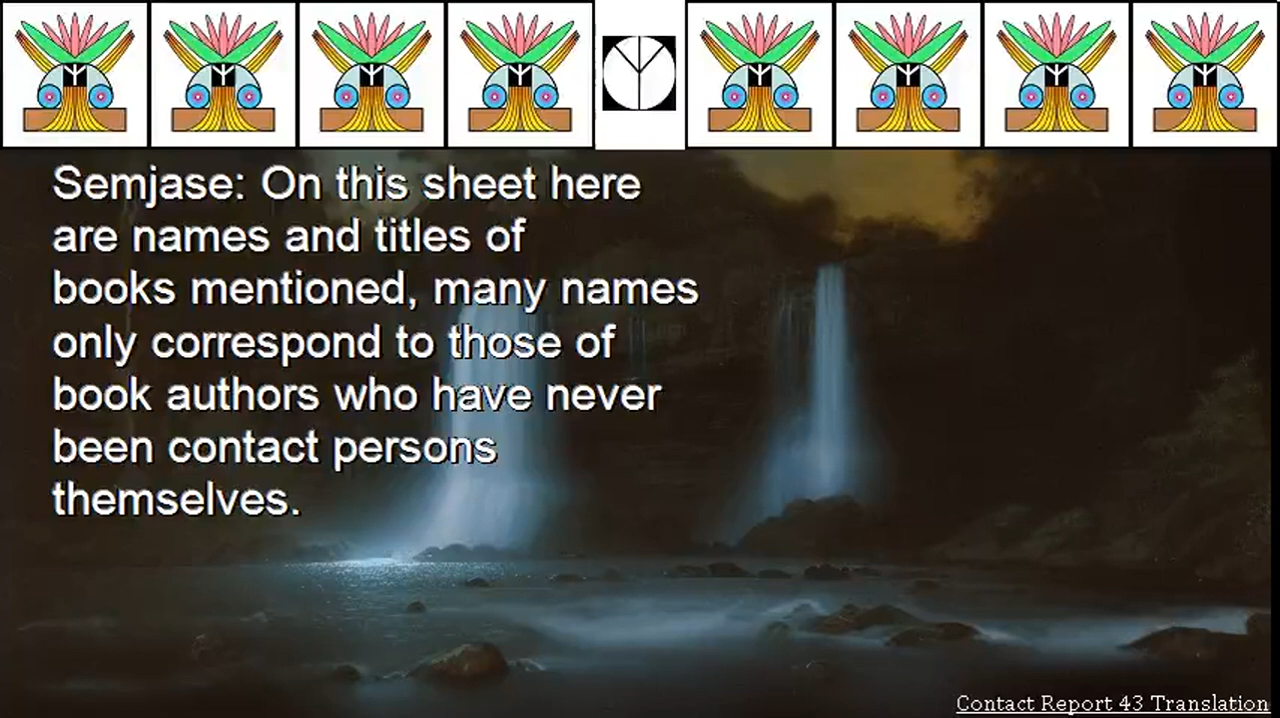 Semjase: On this sheet here
are names and titles of
books mentioned, many names
only correspond to those of
book authors who have never
been contact persons
themselves.
Contact Report 43 Translation